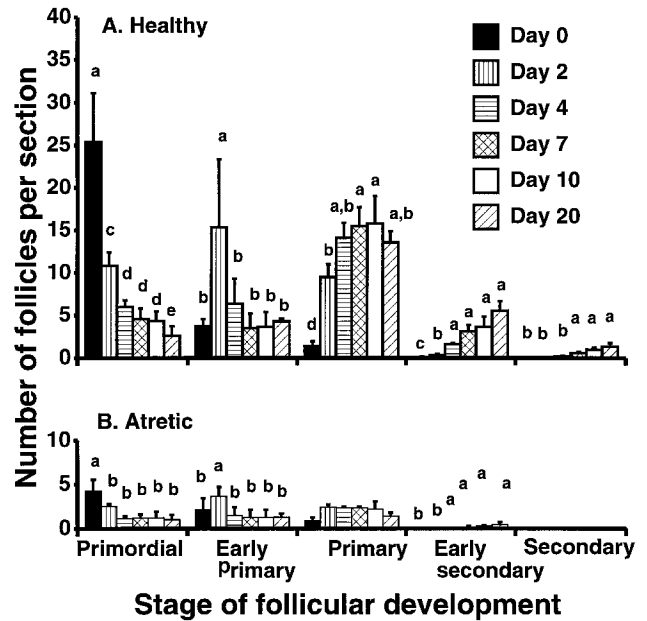 40
A. Healthy
35
30
25
20
15
10
5
0
Day 0
Day 2
Day 4
Day 7
Day 10
Day 20
a
c
d
d
d
e
b
a
b
b
b
b
d
b
a,b
a
a
a,b
c
b
a
a
a
a
b
b
b
a
a
a
Number of follicles per section
B. Atretic
10
5
0
a
b
b
b
b
b
b
a
b
b
b
b
b
b
a
a
a
a
Primordial
Early
primary
Primary
Early
secondary
Secondary
Stage of follicular development